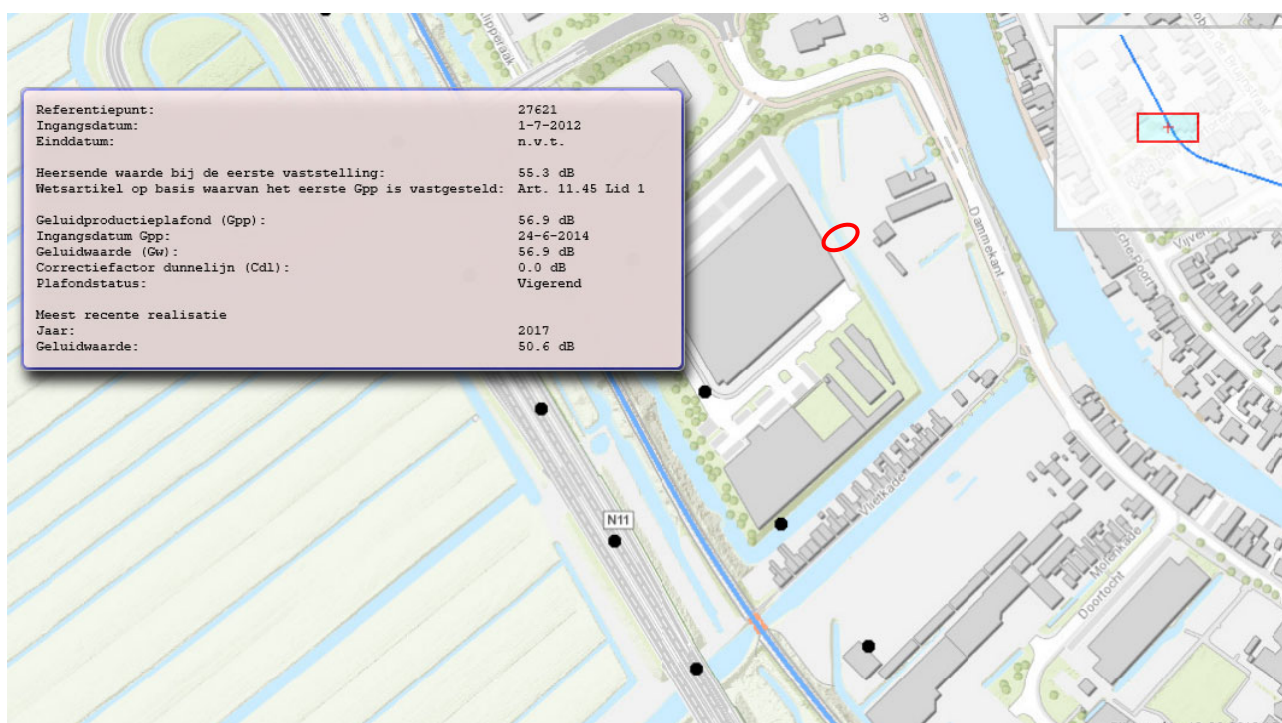 Klipperaak
Referentiepunt: 27621
Ingangsdatum: 1-7-2012
Einddatum: n.v.t.
Heersende waarde bij de eerste vaststelling: 55.3 dB
Wetsartikel op basis waarvan het eerste Gpp is vastgesteld: Art. 11.45 Lid 1
Geluidproductieplafond (Gpp): 56.9 dB
Ingangsdatum Gpp: 24-6-2014
Geluidwaarde (Gw): 56.9 dB
Correctiefactor dunnelijn (Cdl): 0.0 dB
Plafondstatus: Vigerend
Meest recente realisatie
Jaar: 2017
Geluidwaarde: 50.6 dB
Dammekant
Vlietkade
N11
Molenkade
Doortocht